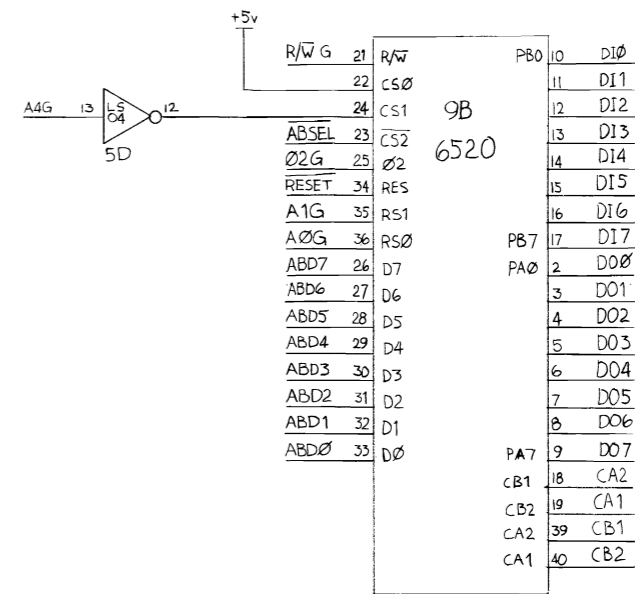 +5v
R/W̅ G 21 R/W̅ PB0 10 DIØ
22 CSØ 11 DI1
A4G 13 LS 04 12 24 CS1 9B 12 DI2
5D A̅B̅S̅E̅L̅ 23 C̅S̅2̅ 6520 13 DI3
Ø2G 25 Ø2 14 DI4
R̅E̅S̅E̅T̅ 34 RES 15 DI5
A1G 35 RS1 16 DI6
AØG 36 RSØ PB7 17 DI7
ABD7 26 D7 PAØ 2 DOØ
ABD6 27 D6 3 DO1
ABD5 28 D5 4 DO2
ABD4 29 D4 5 DO3
ABD3 30 D3 6 DO4
ABD2 31 D2 7 DO5
ABD1 32 D1 8 DO6
ABDØ 33 DØ PA7 9 DO7
CB1 18 CA2
CB2 19 CA1
CA2 39 CB1
CA1 40 CB2